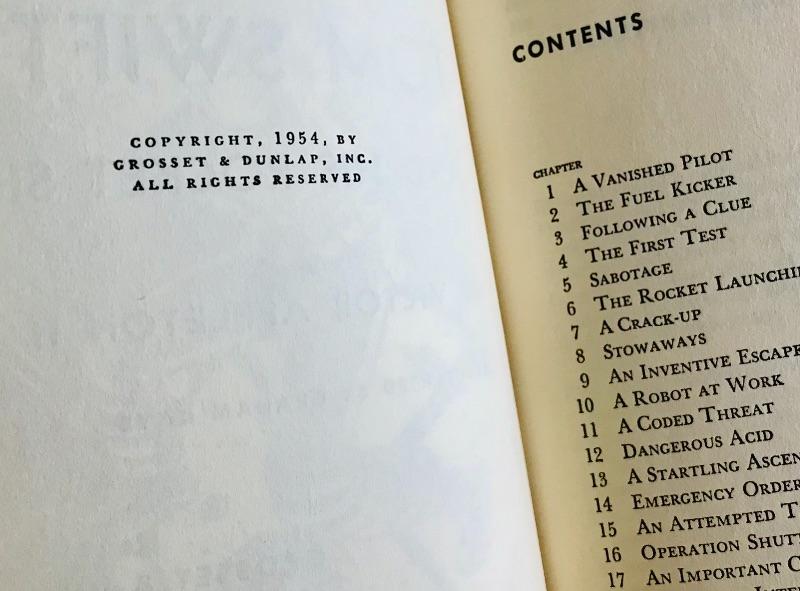 COPYRIGHT, 1954, BY
GROSSET & DUNLAP, INC.
ALL RIGHTS RESERVED
CONTENTS
CHAPTER
1 A VANISHED PILOT
2 THE FUEL KICKER
3 FOLLOWING A CLUE
4 THE FIRST TEST
5 SABOTAGE
6 THE ROCKET
7 A CRACK-UP
8 STOWAWAYS
9 AN INVENTIVE ESCAPE
10 A ROBOT AT WORK
11 A CODED THREAT
12 DANGEROUS ACID
13 A STARTLING
14 EMERGENCY
15 AN ATTEMPTED
16 OPERATION
17 AN IMPORTANT